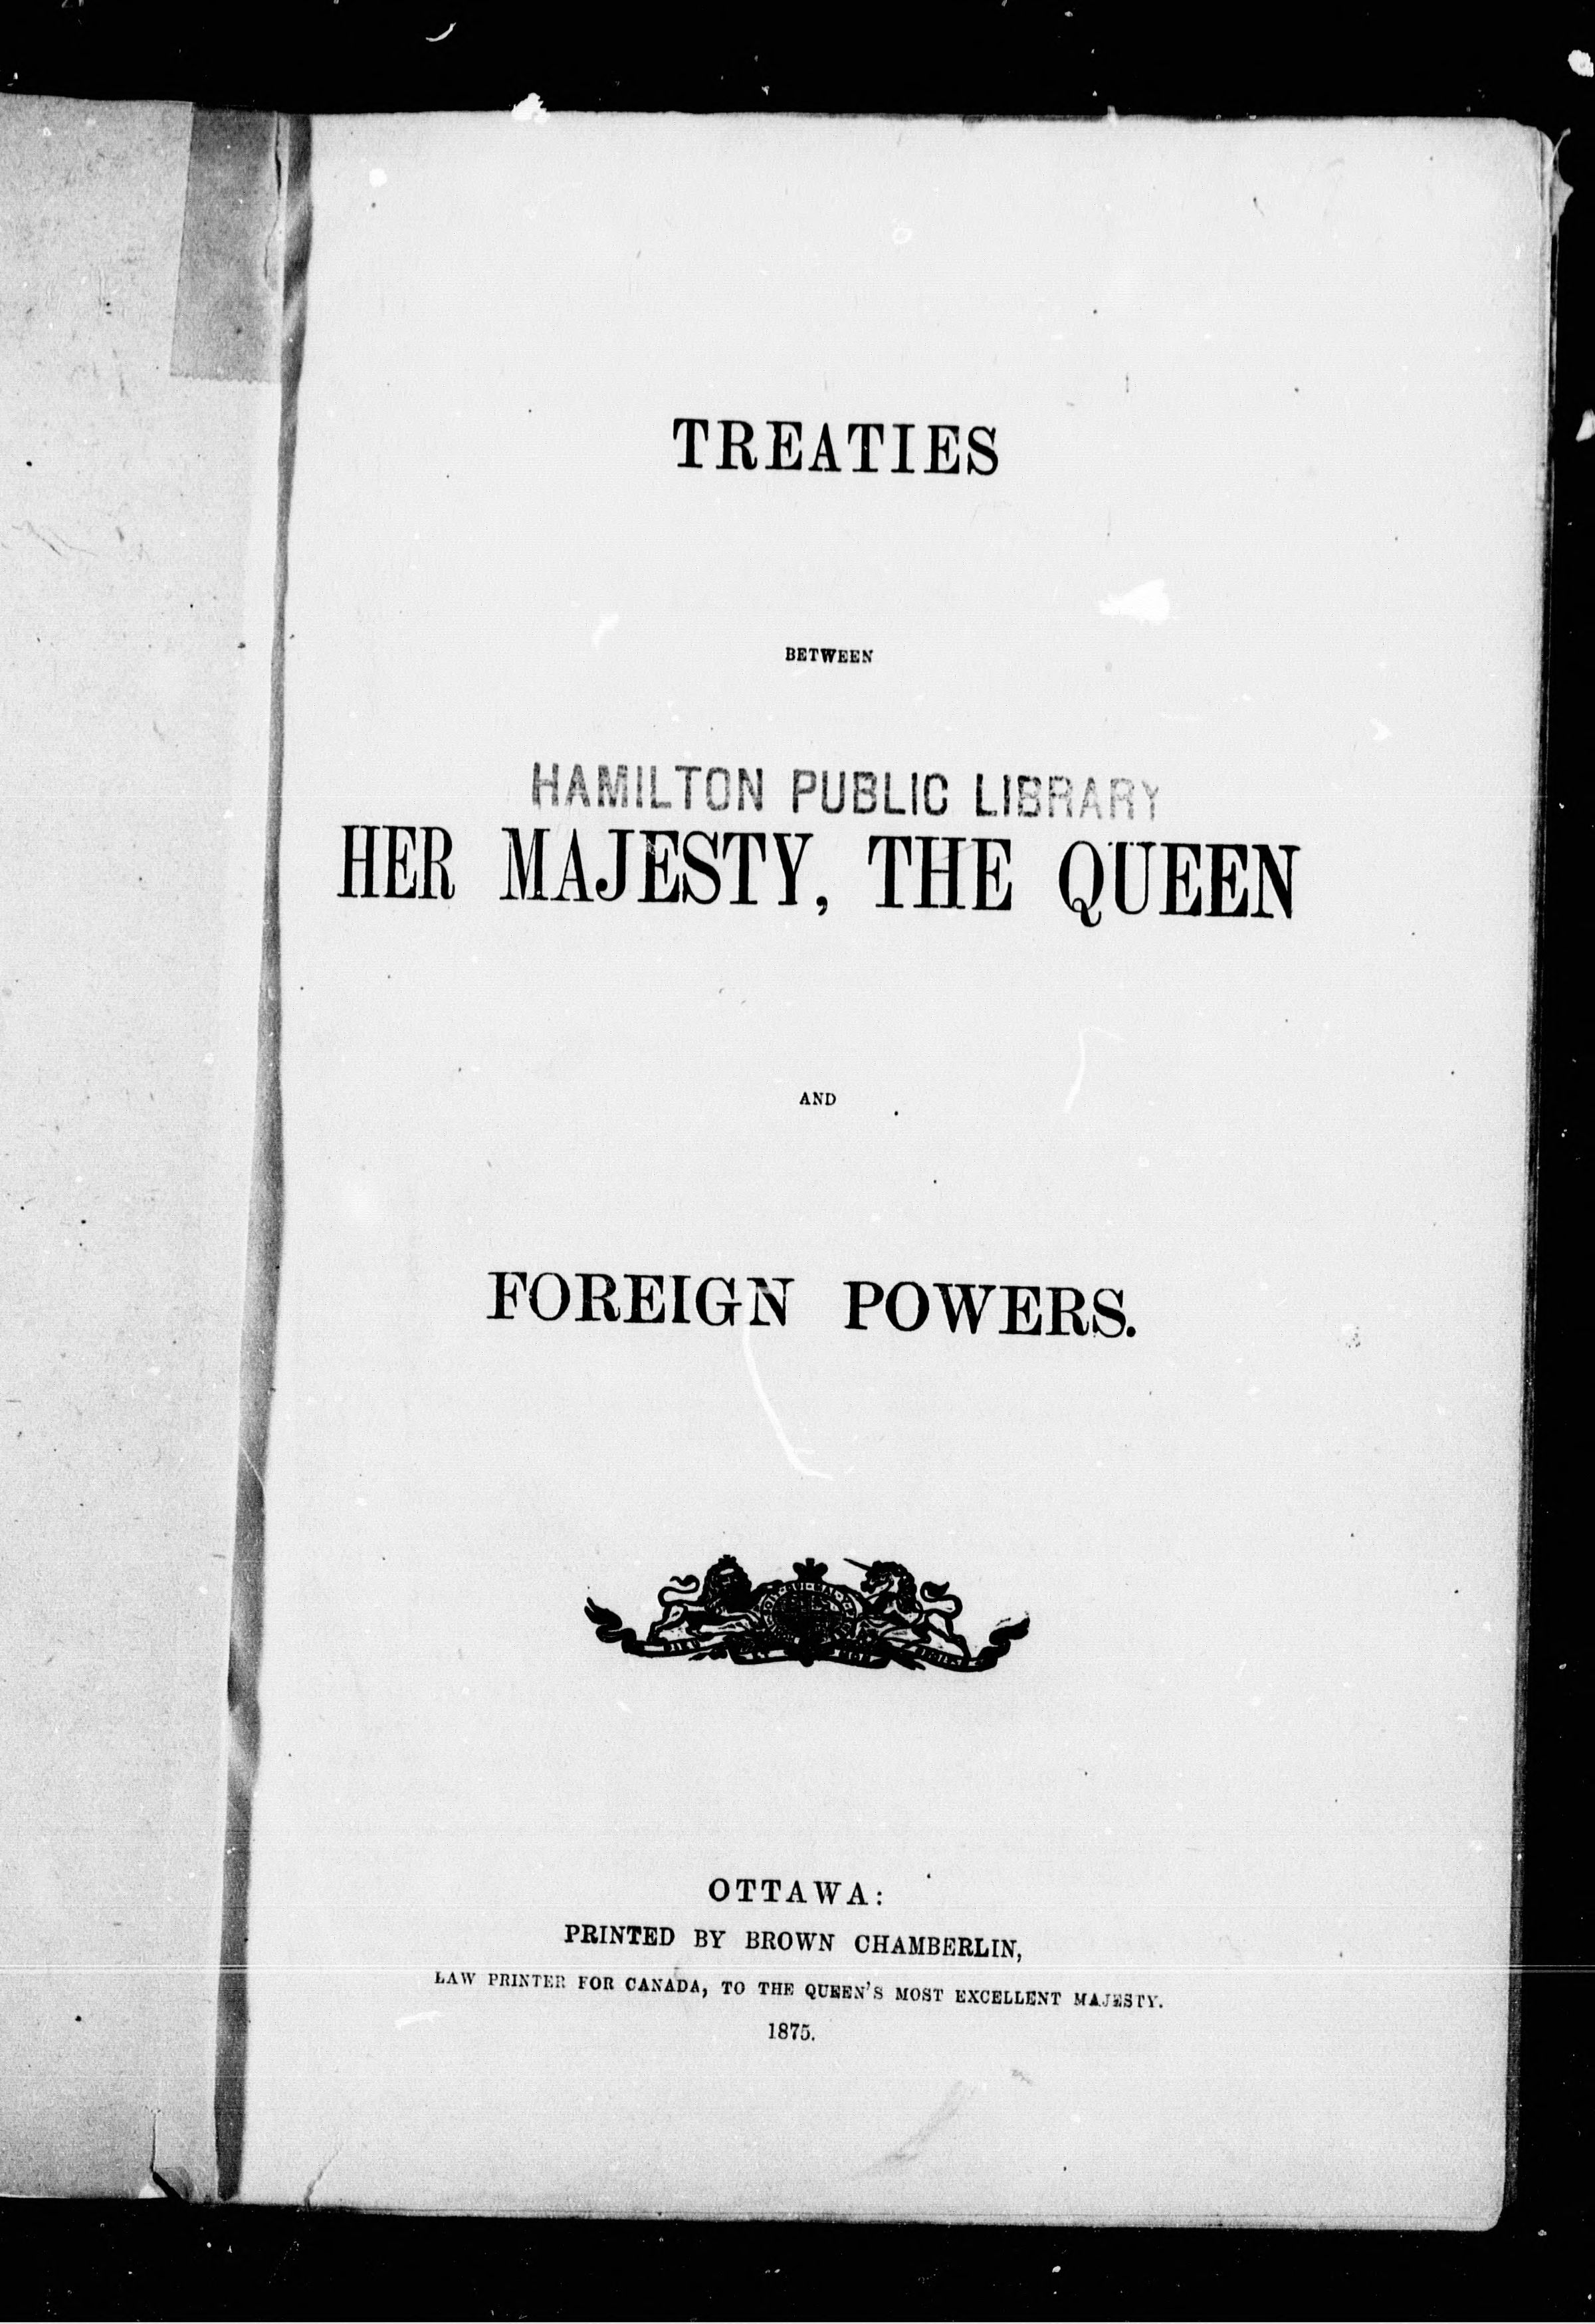 TREATIES
BETWEEN
HAMILTON PUBLIC LIBRARY
HER MAJESTY, THE QUEEN
AND
FOREIGN POWERS.
OTTAWA:
PRINTED BY BROWN CHAMBERLIN,
LAW PRINTER FOR CANADA, TO THE QUEEN'S MOST EXCELLENT MAJESTY.
1875.